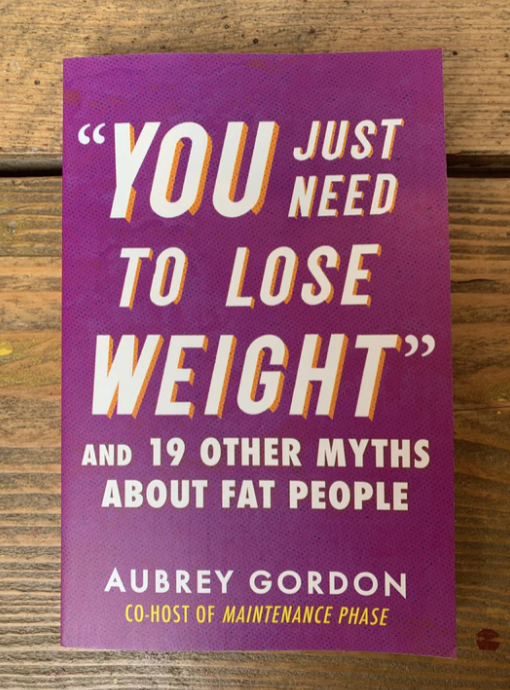 “YOU JUST NEED
TO LOSE
WEIGHT”
AND 19 OTHER MYTHS
ABOUT FAT PEOPLE
AUBREY GORDON
CO-HOST OF MAINTENANCE PHASE